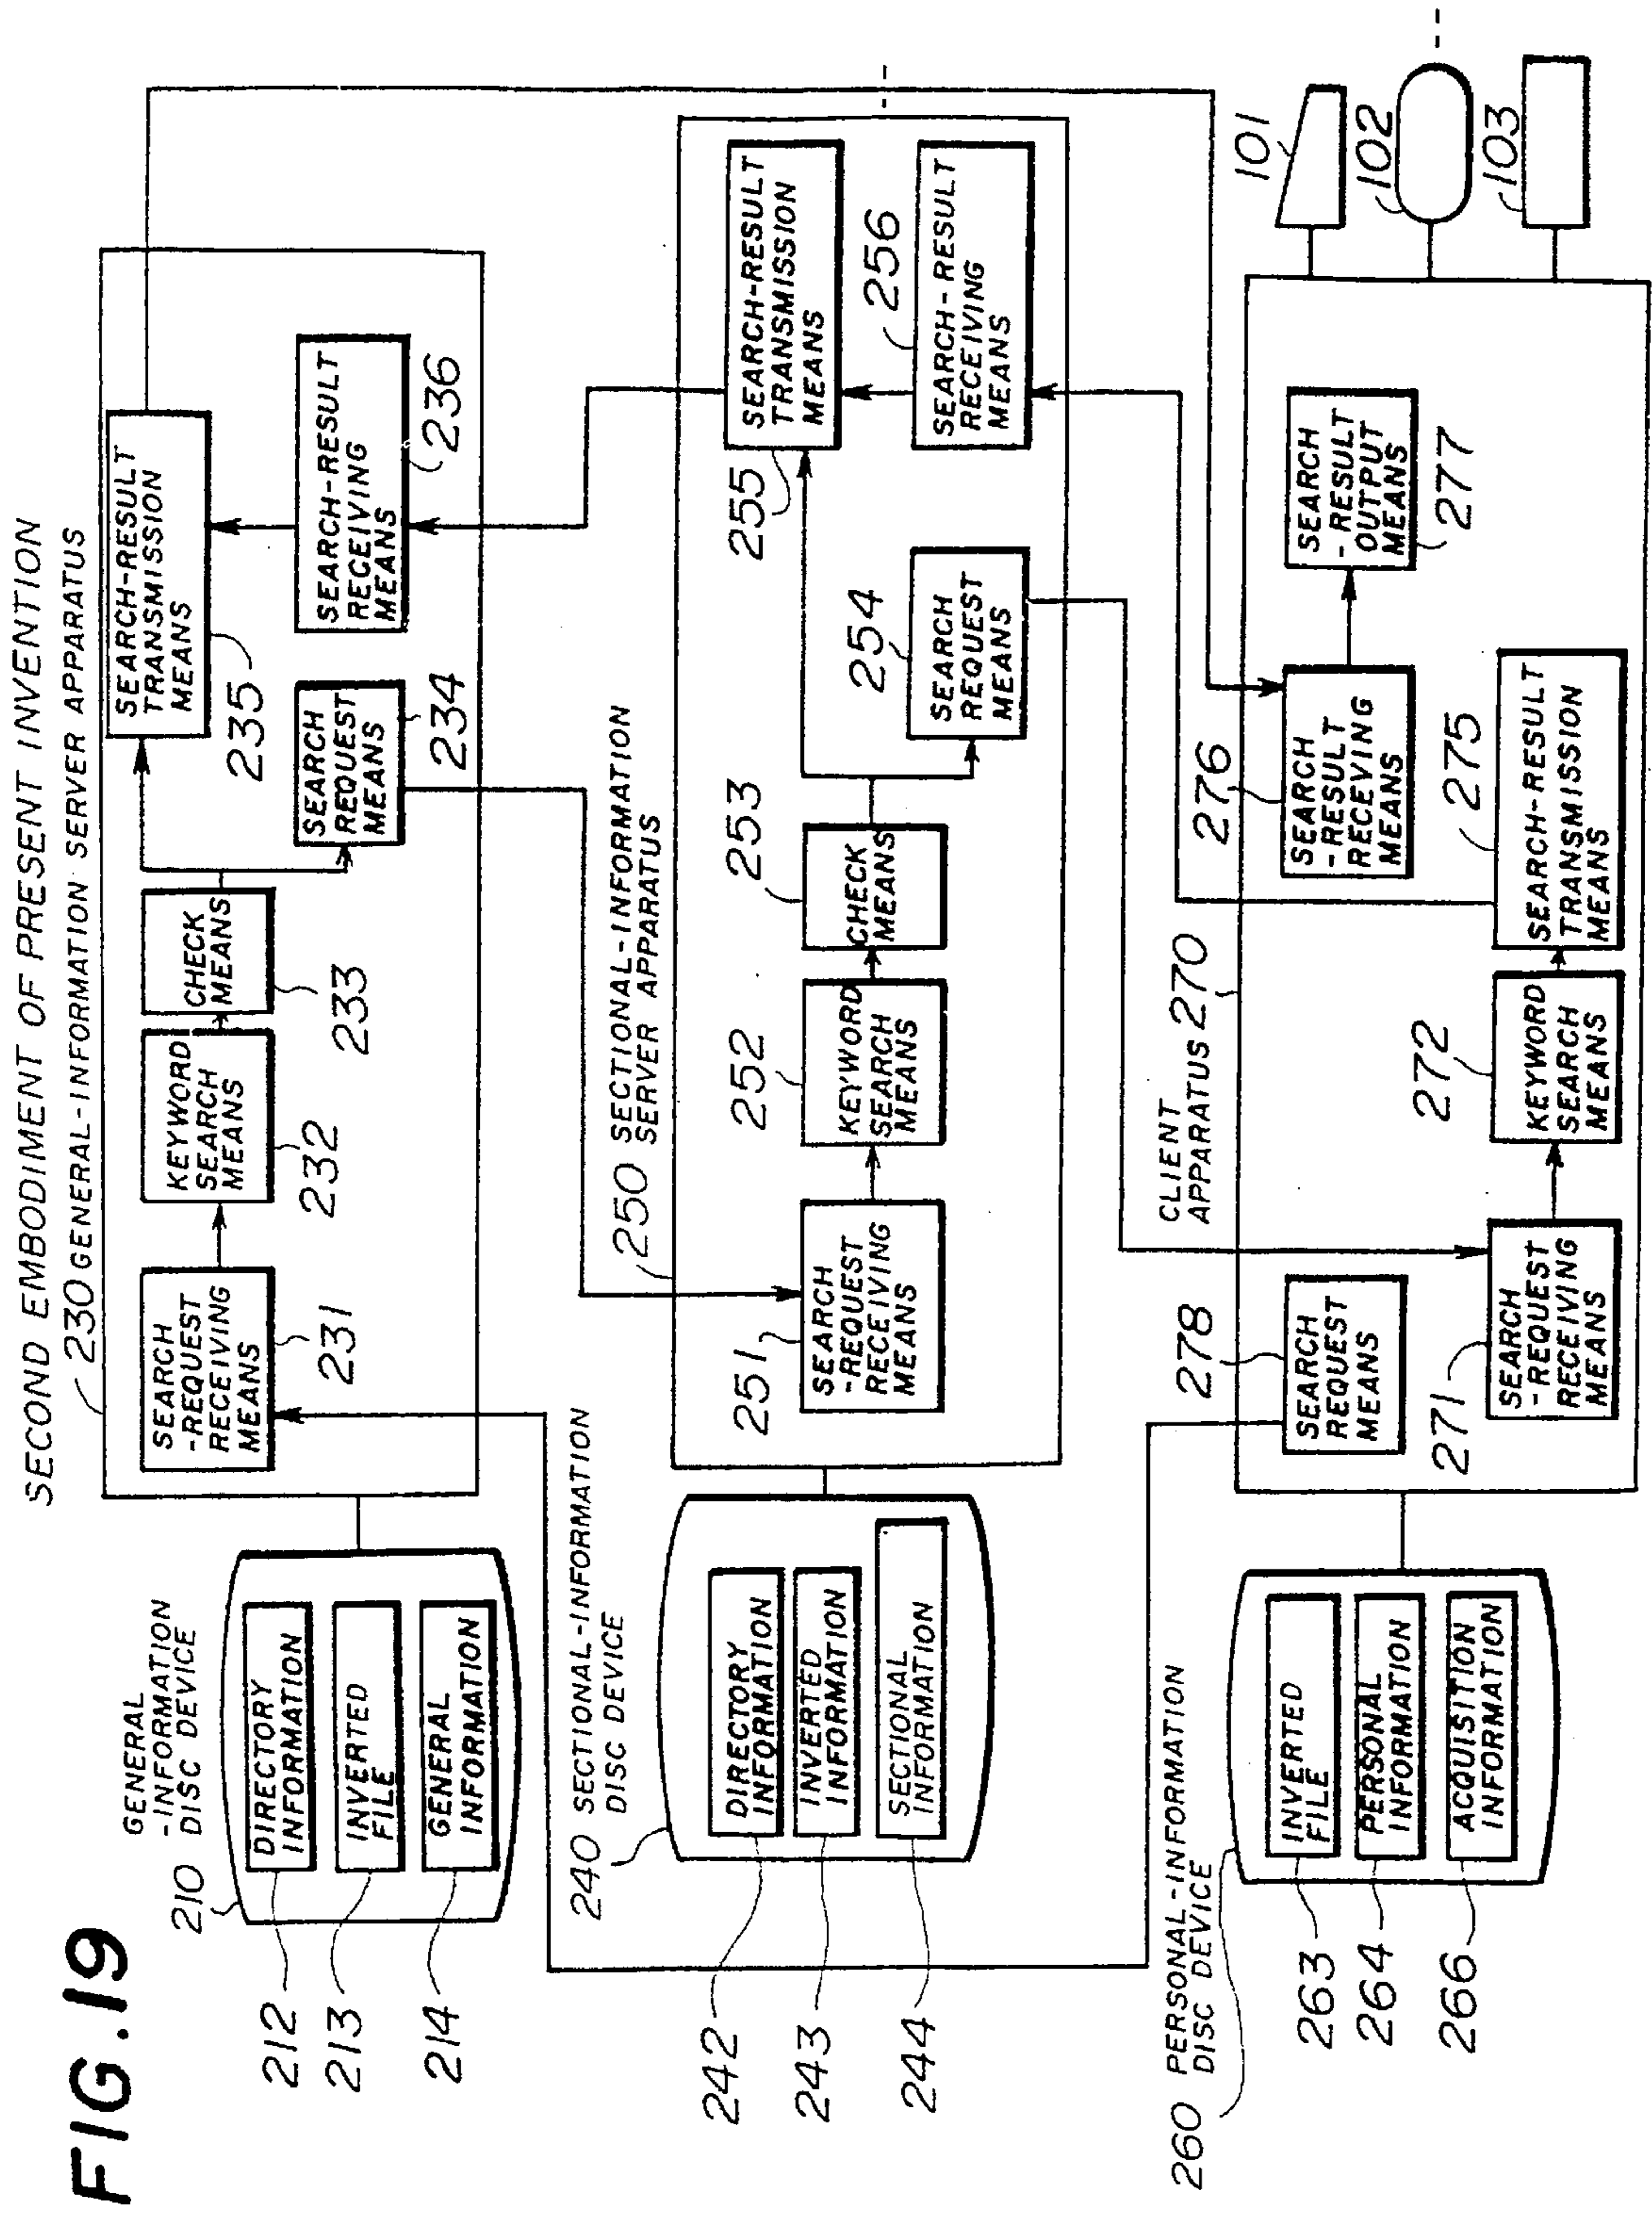 FIG.19
SECOND EMBODIMENT OF PRESENT INVENTION
230 GENERAL-INFORMATION SERVER APPARATUS
GENERAL
-INFORMATION
DISC DEVICE
210
DIRECTORY
INFORMATION
INVERTED
FILE
GENERAL
INFORMATION
212
213
214
SEARCH
-REQUEST
RECEIVING
MEANS
231
KEYWORD
SEARCH
MEANS
232
CHECK
MEANS
233
SEARCH
REQUEST
MEANS
234
SEARCH-RESULT
TRANSMISSION
MEANS
235
SEARCH-RESULT
RECEIVING
MEANS
236
240 SECTIONAL-INFORMATION
DISC DEVICE
DIRECTORY
INFORMATION
INVERTED
INFORMATION
SECTIONAL
INFORMATION
242
243
244
250 SECTIONAL-INFORMATION
SERVER APPARATUS
251
SEARCH
-REQUEST
RECEIVING
MEANS
252
KEYWORD
SEARCH
MEANS
253
CHECK
MEANS
254
SEARCH
REQUEST
MEANS
255
SEARCH-RESULT
TRANSMISSION
MEANS
256
SEARCH-RESULT
RECEIVING
MEANS
260 PERSONAL-INFORMATION
DISC DEVICE
INVERTED
FILE
PERSONAL
INFORMATION
ACQUISITION
INFORMATION
263
264
266
CLIENT
APPARATUS 270
278
SEARCH
REQUEST
MEANS
271
SEARCH
-REQUEST
RECEIVING
MEANS
272
KEYWORD
SEARCH
MEANS
275
SEARCH-RESULT
TRANSMISSION
MEANS
276
SEARCH
-RESULT
RECEIVING
MEANS
SEARCH
-RESULT
OUTPUT
MEANS
277
101
102
103